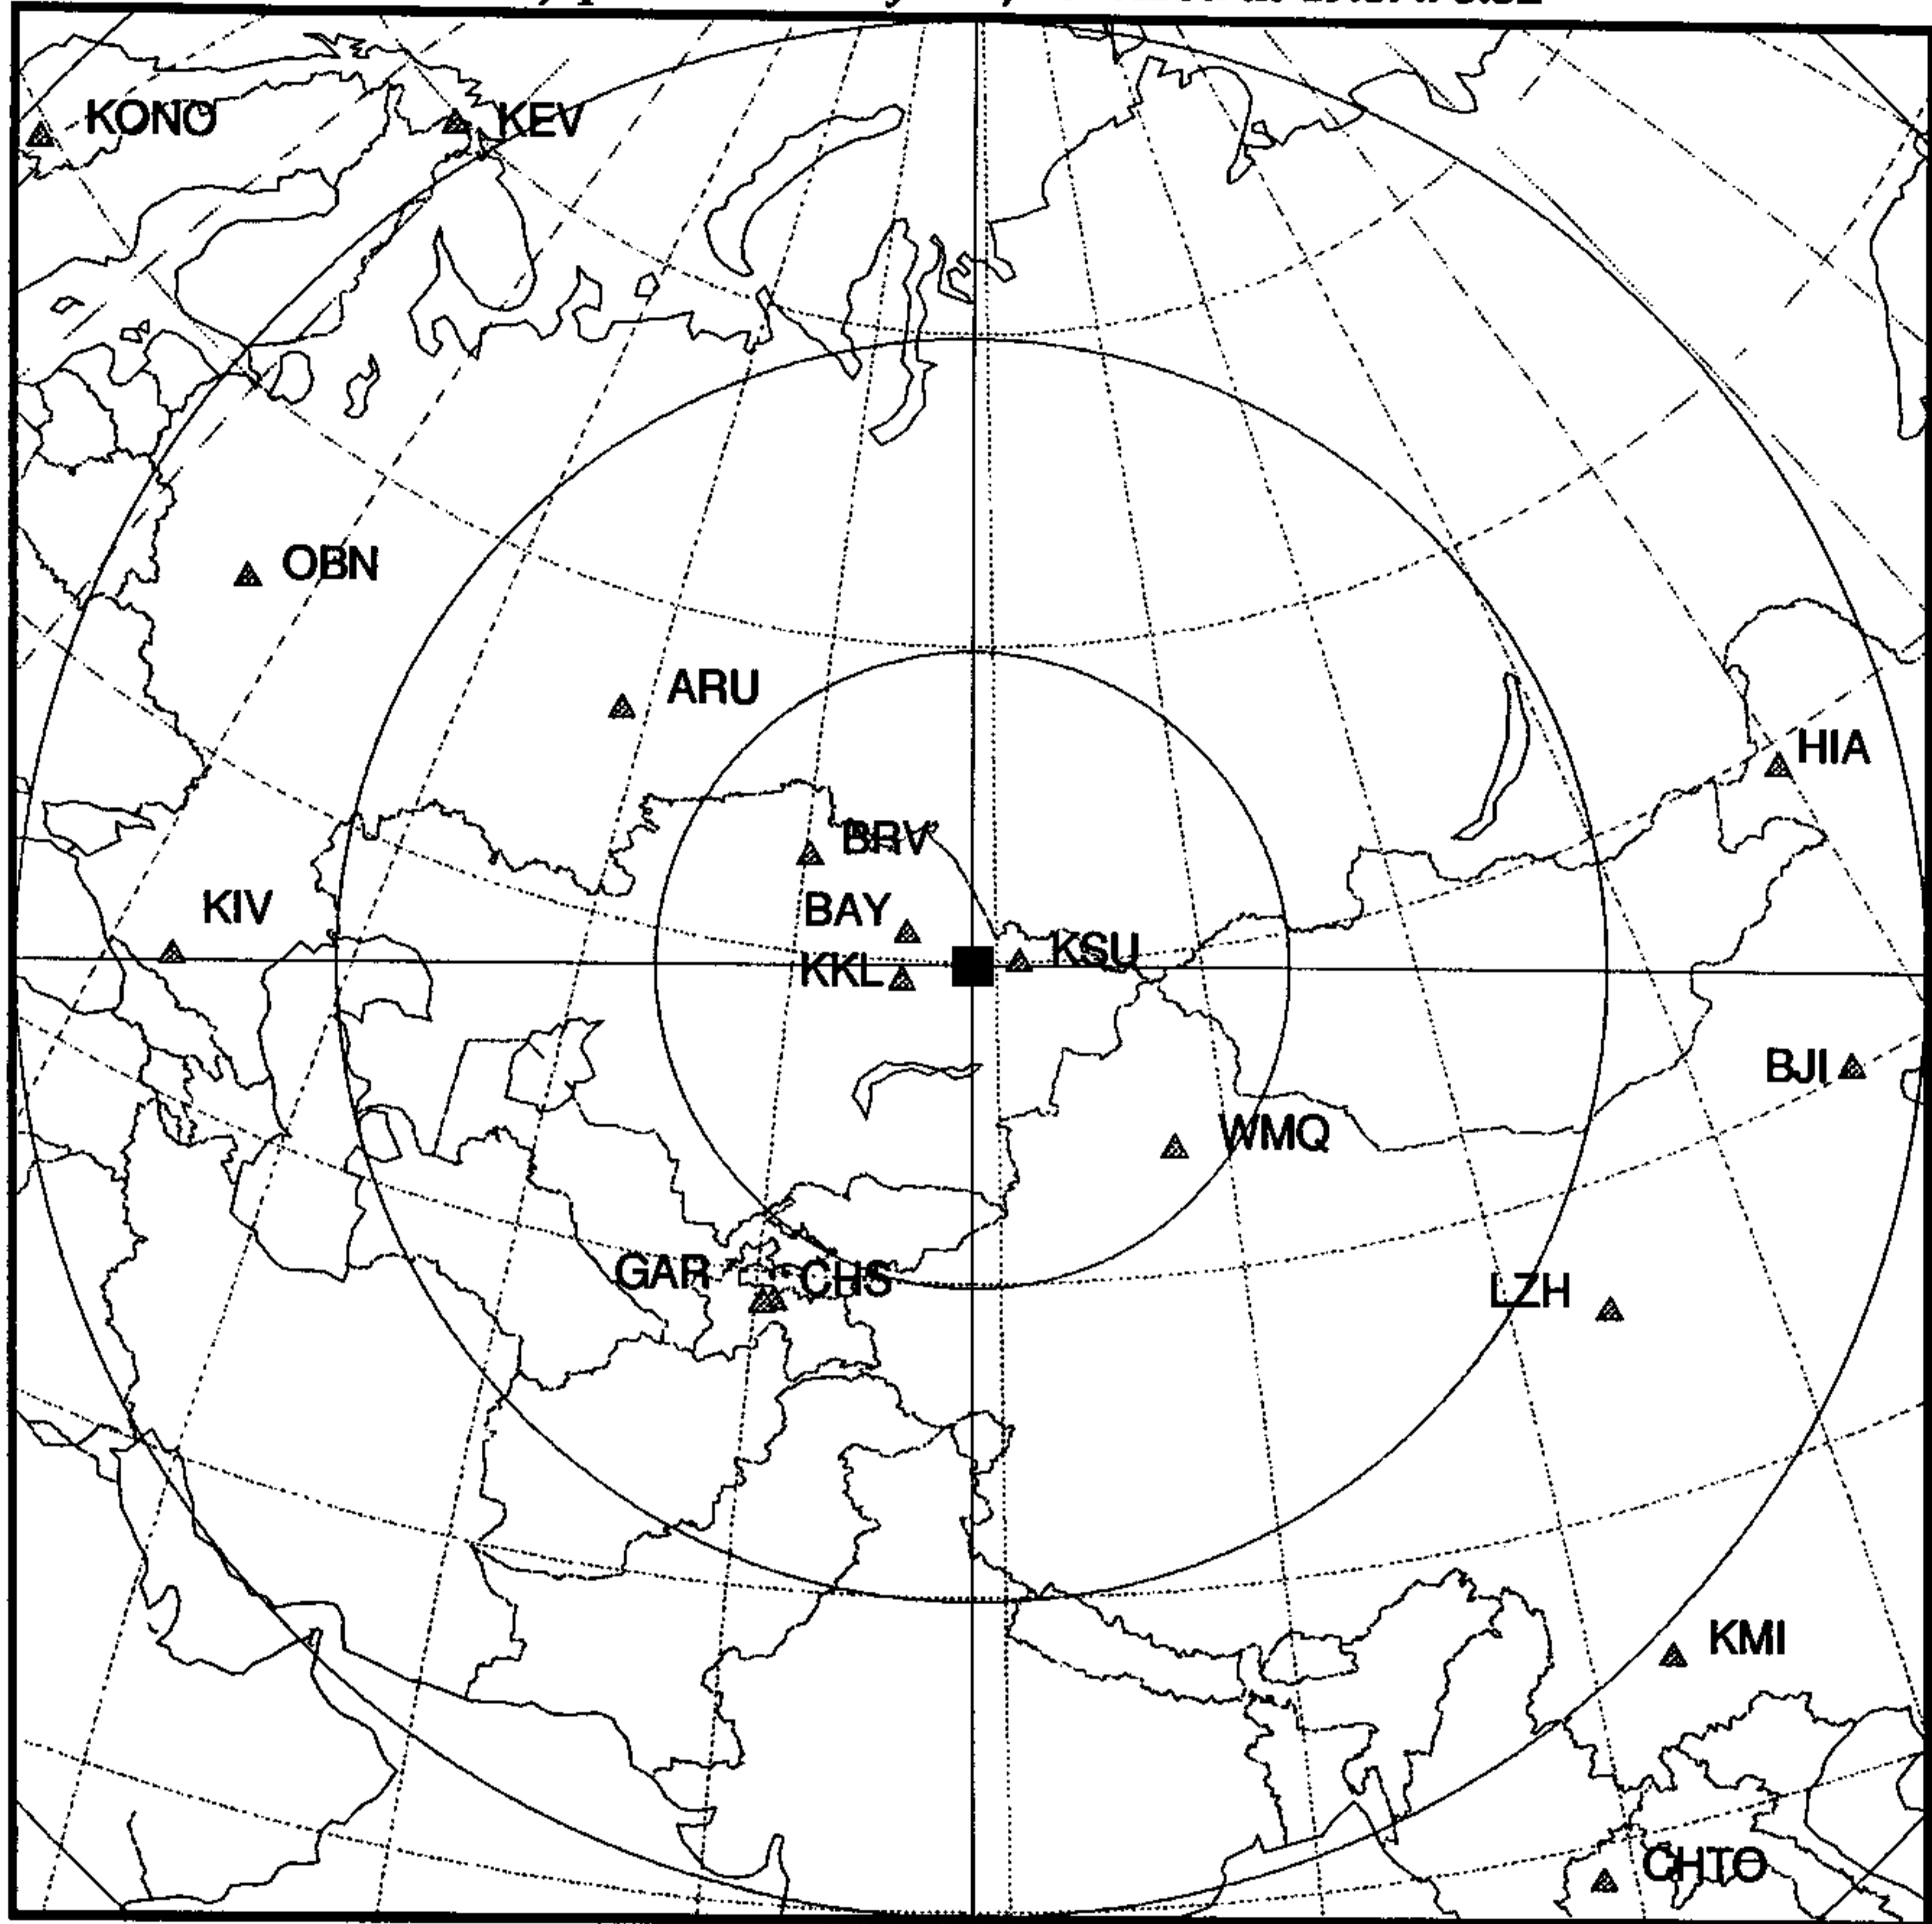 KONO
KEV
OBN
ARU
HIA
BRV
KIV
BAY
KSU
KKL
BJI
WMQ
GAR
CHS
LZH
KMI
CHTO